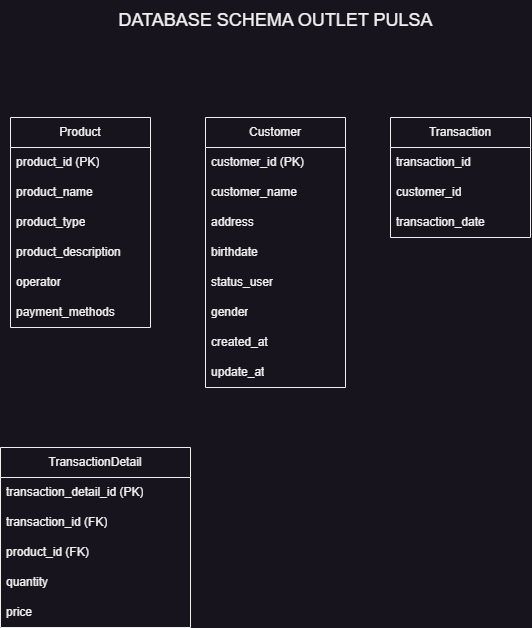 DATABASE SCHEMA OUTLET PULSA
Product
product_id (PK)
product_name
product_type
product_description
operator
payment_methods
Customer
customer_id (PK)
customer_name
address
birthdate
status_user
gender
created_at
update_at
Transaction
transaction_id
customer_id
transaction_date
TransactionDetail
transaction_detail_id (PK)
transaction_id (FK)
product_id (FK)
quantity
price